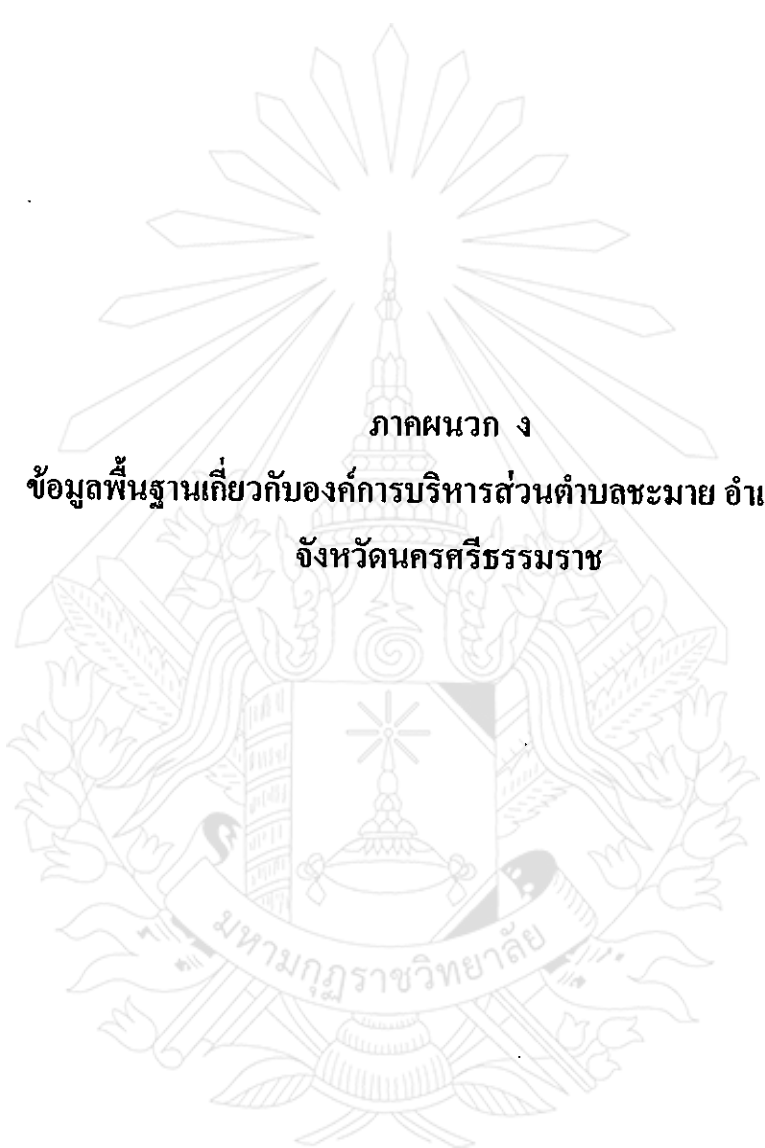 ภาคผนวก ง
ข้อมูลพื้นฐานเกี่ยวกับองค์การบริหารส่วนตำบลชะมาย อำเ
จังหวัดนครศรีธรรมราช
มหามกุฏราชวิทยาลัย